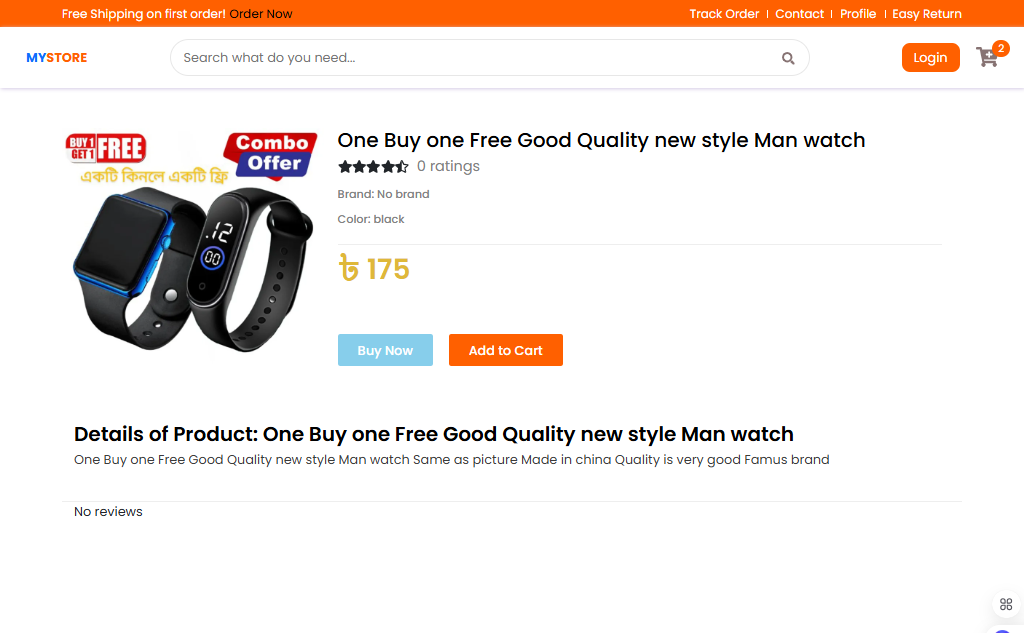 Free Shipping on first order! Order Now
Track Order | Contact | Profile | Easy Return
MYSTORE
Search what do you need...
Login
2
BUY 1 GET 1 FREE
Combo Offer
একটি কিনলে একটি ফ্রি
12
00
One Buy one Free Good Quality new style Man watch
0 ratings
Brand: No brand
Color: black
৳ 175
Buy Now
Add to Cart
Details of Product: One Buy one Free Good Quality new style Man watch
One Buy one Free Good Quality new style Man watch Same as picture Made in china Quality is very good Famus brand
No reviews